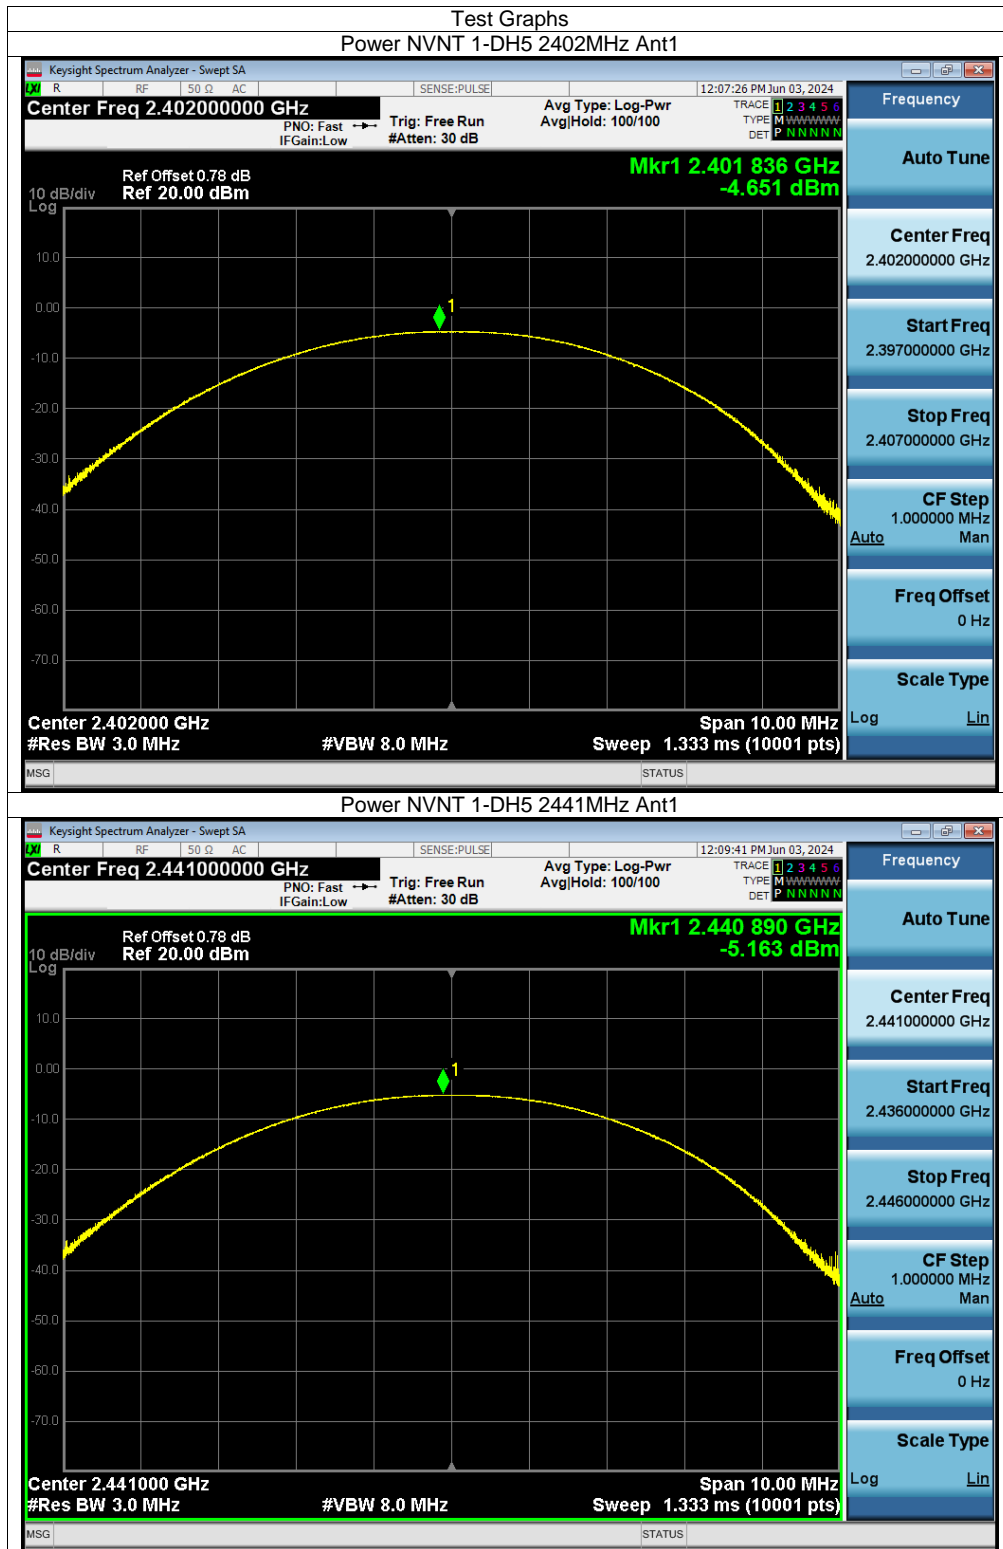 Test Graphs
Power NVNT 1-DH5 2402MHz Ant1
Keysight Spectrum Analyzer - Swept SA
LXI R RF 50 Ω AC SENSE:PULSE 12:07:26 PM Jun 03, 2024
Center Freq 2.402000000 GHz
PNO: Fast
IFGain:Low
Trig: Free Run
#Atten: 30 dB
Avg Type: Log-Pwr
Avg|Hold: 100/100
TRACE 1 2 3 4 5 6
TYPE M WWWWW
DET P N N N N N
Frequency
Auto Tune
Mkr1 2.401 836 GHz
-4.651 dBm
Ref Offset 0.78 dB
10 dB/div Ref 20.00 dBm
Log
10.0
0.00
-10.0
-20.0
-30.0
-40.0
-50.0
-60.0
-70.0
1
Center Freq
2.402000000 GHz
Start Freq
2.397000000 GHz
Stop Freq
2.407000000 GHz
CF Step
1.000000 MHz
Auto Man
Freq Offset
0 Hz
Scale Type
Log Lin
Center 2.402000 GHz Span 10.00 MHz
#Res BW 3.0 MHz #VBW 8.0 MHz Sweep 1.333 ms (10001 pts)
MSG STATUS
Power NVNT 1-DH5 2441MHz Ant1
Keysight Spectrum Analyzer - Swept SA
LXI R RF 50 Ω AC SENSE:PULSE 12:09:41 PM Jun 03, 2024
Center Freq 2.441000000 GHz
PNO: Fast
IFGain:Low
Trig: Free Run
#Atten: 30 dB
Avg Type: Log-Pwr
Avg|Hold: 100/100
TRACE 1 2 3 4 5 6
TYPE M WWWWW
DET P N N N N N
Frequency
Auto Tune
Mkr1 2.440 890 GHz
-5.163 dBm
Ref Offset 0.78 dB
10 dB/div Ref 20.00 dBm
Log
10.0
0.00
-10.0
-20.0
-30.0
-40.0
-50.0
-60.0
-70.0
1
Center Freq
2.441000000 GHz
Start Freq
2.436000000 GHz
Stop Freq
2.446000000 GHz
CF Step
1.000000 MHz
Auto Man
Freq Offset
0 Hz
Scale Type
Log Lin
Center 2.441000 GHz Span 10.00 MHz
#Res BW 3.0 MHz #VBW 8.0 MHz Sweep 1.333 ms (10001 pts)
MSG STATUS